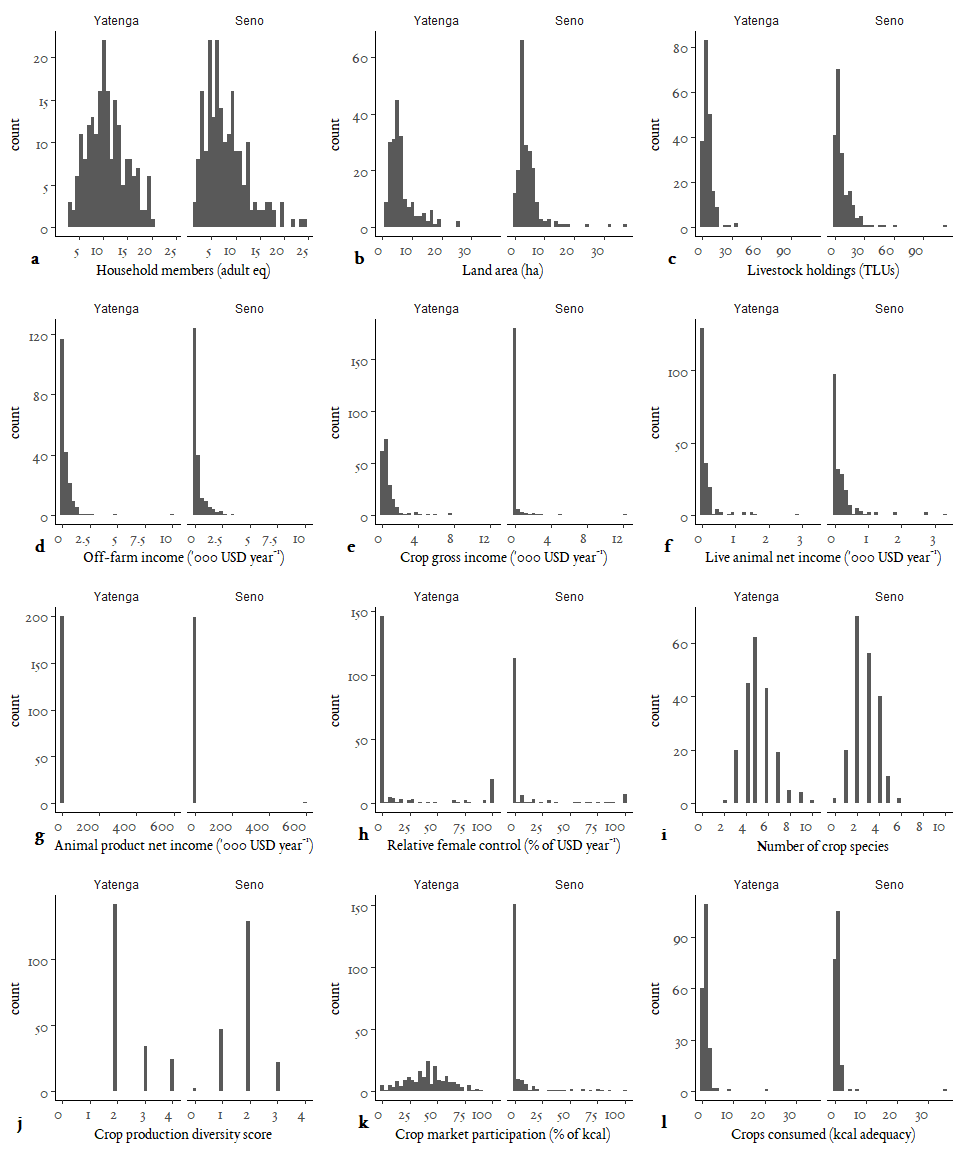 Yatenga Seno
count
20
15
10
5
0
5 10 15 20 25 5 10 15 20 25
a Household members (adult eq)
Yatenga Seno
count
60
40
20
0
0 10 20 30 0 10 20 30
b Land area (ha)
Yatenga Seno
count
80
60
40
20
0
0 30 60 90 0 30 60 90
c Livestock holdings (TLUs)
Yatenga Seno
count
120
80
40
0
0 2.5 5 7.5 10 0 2.5 5 7.5 10
d Off-farm income ('000 USD year⁻¹)
Yatenga Seno
count
150
100
50
0
0 4 8 12 0 4 8 12
e Crop gross income ('000 USD year⁻¹)
Yatenga Seno
count
100
50
0
0 1 2 3 0 1 2 3
f Live animal net income ('000 USD year⁻¹)
Yatenga Seno
count
200
150
100
50
0
0 200 400 600 0 200 400 600
g Animal product net income ('000 USD year⁻¹)
Yatenga Seno
count
150
100
50
0
0 25 50 75 100 0 25 50 75 100
h Relative female control (% of USD year⁻¹)
Yatenga Seno
count
60
40
20
0
0 2 4 6 8 10 0 2 4 6 8 10
i Number of crop species
Yatenga Seno
count
100
50
0
0 1 2 3 4 0 1 2 3 4
j Crop production diversity score
Yatenga Seno
count
150
100
50
0
0 25 50 75 100 0 25 50 75 100
k Crop market participation (% of kcal)
Yatenga Seno
count
90
60
30
0
0 10 20 30 0 10 20 30
l Crops consumed (kcal adequacy)